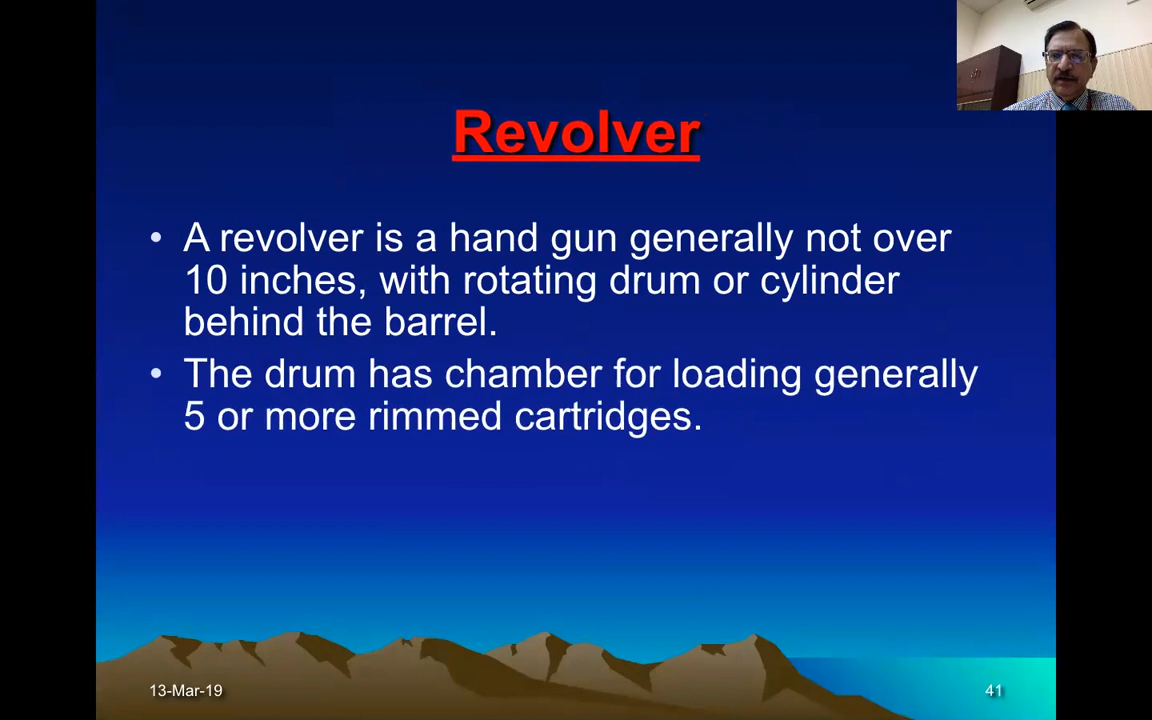 Revolver
• A revolver is a hand gun generally not over
10 inches, with rotating drum or cylinder
behind the barrel.
• The drum has chamber for loading generally
5 or more rimmed cartridges.
13-Mar-19
41